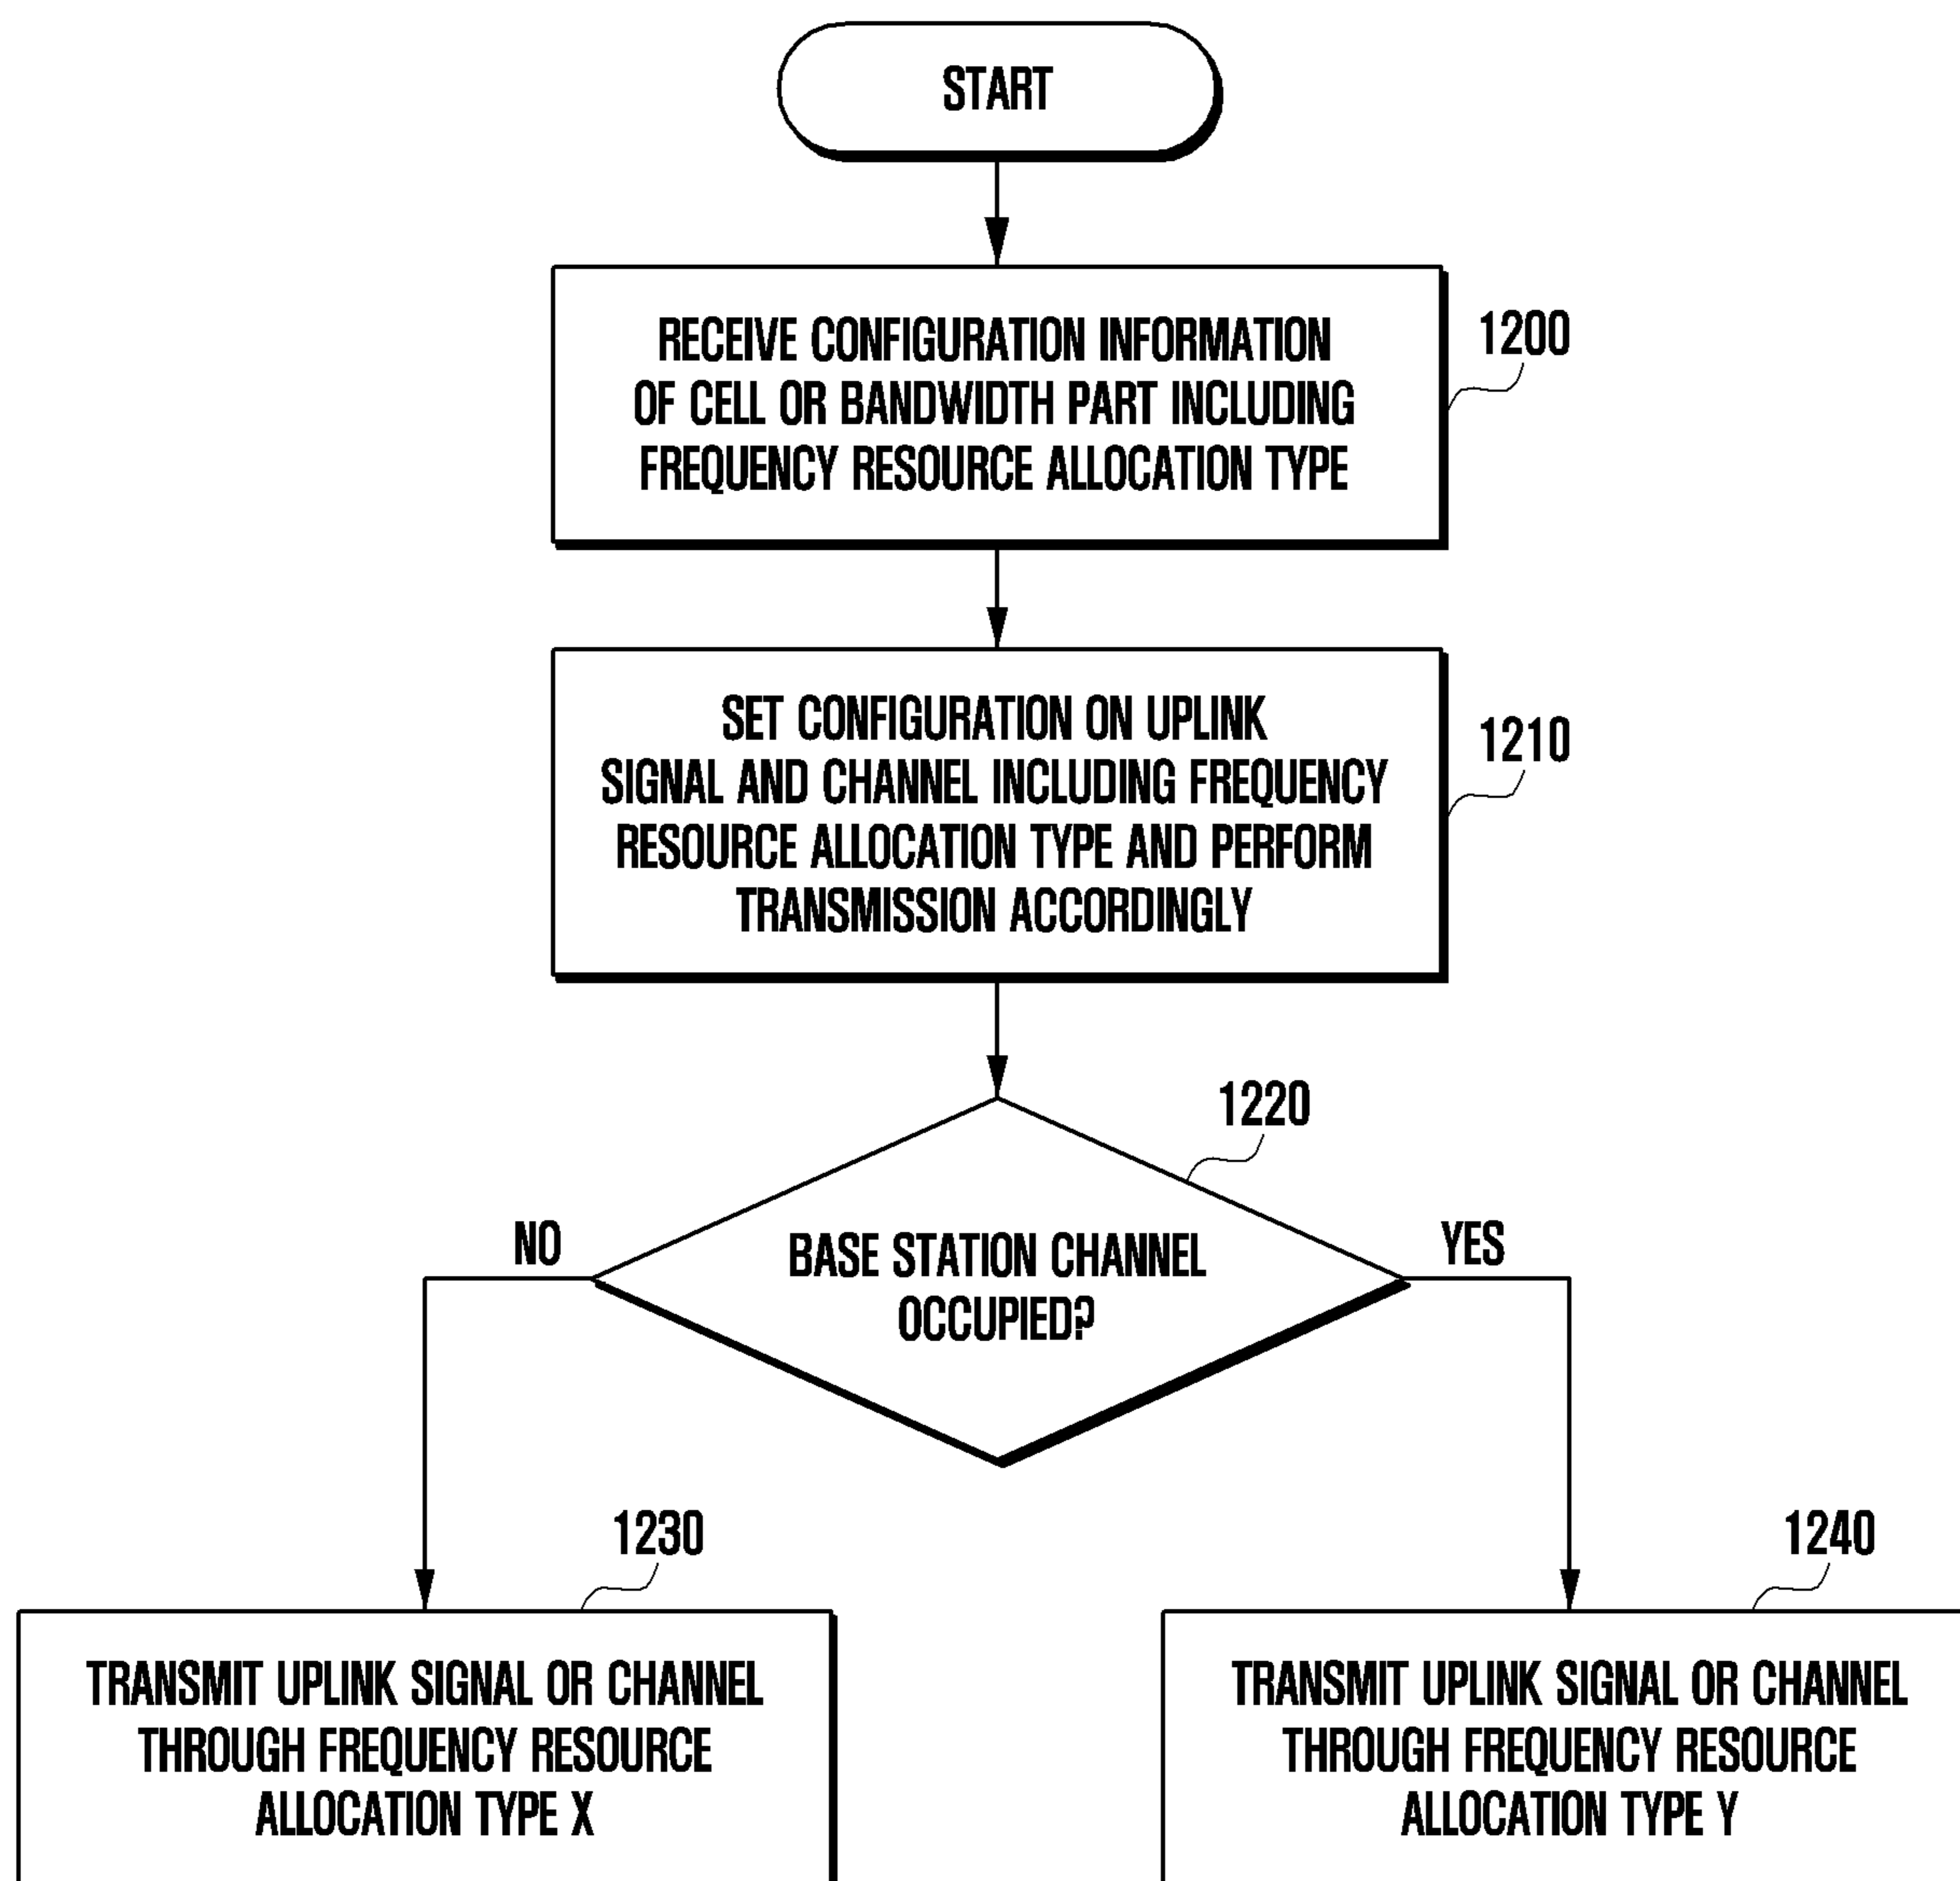 START
RECEIVE CONFIGURATION INFORMATION
OF CELL OR BANDWIDTH PART INCLUDING
FREQUENCY RESOURCE ALLOCATION TYPE
1200
SET CONFIGURATION ON UPLINK
SIGNAL AND CHANNEL INCLUDING FREQUENCY
RESOURCE ALLOCATION TYPE AND PERFORM
TRANSMISSION ACCORDINGLY
1210
1220
BASE STATION CHANNEL
OCCUPIED?
NO
YES
1230
TRANSMIT UPLINK SIGNAL OR CHANNEL
THROUGH FREQUENCY RESOURCE
ALLOCATION TYPE X
1240
TRANSMIT UPLINK SIGNAL OR CHANNEL
THROUGH FREQUENCY RESOURCE
ALLOCATION TYPE Y